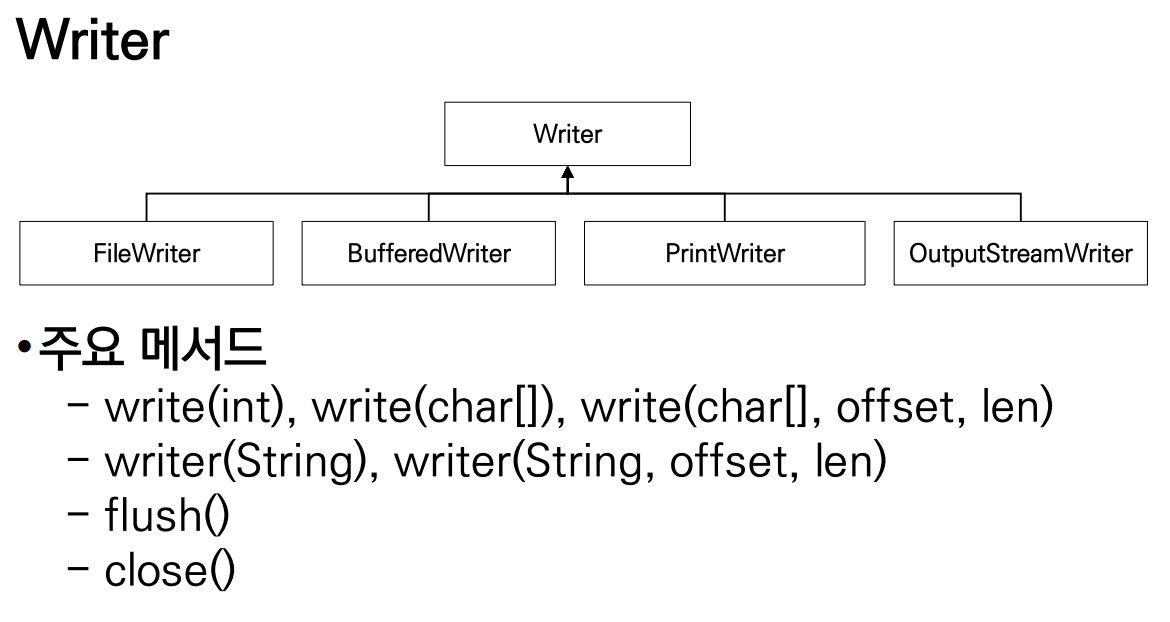 Writer
Writer
FileWriter
BufferedWriter
PrintWriter
OutputStreamWriter
•주요 메서드
– write(int), write(char[]), write(char[], offset, len)
– writer(String), writer(String, offset, len)
– flush()
– close()